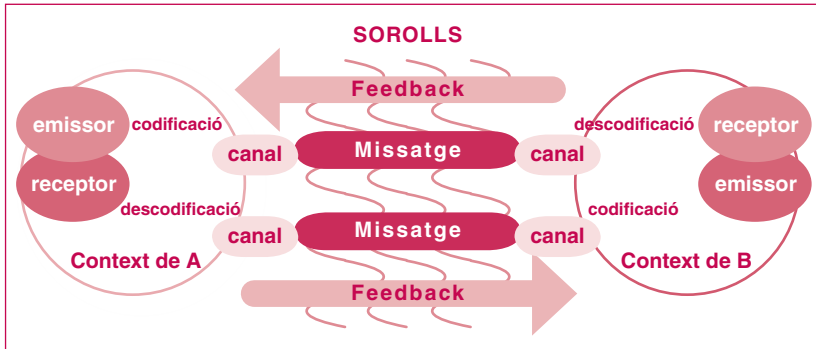 SOROLLS
Feedback
emissor codificació descodificació receptor
canal Missatge canal
receptor emissor
descodificació codificació
canal Missatge canal
Context de A Context de B
Feedback